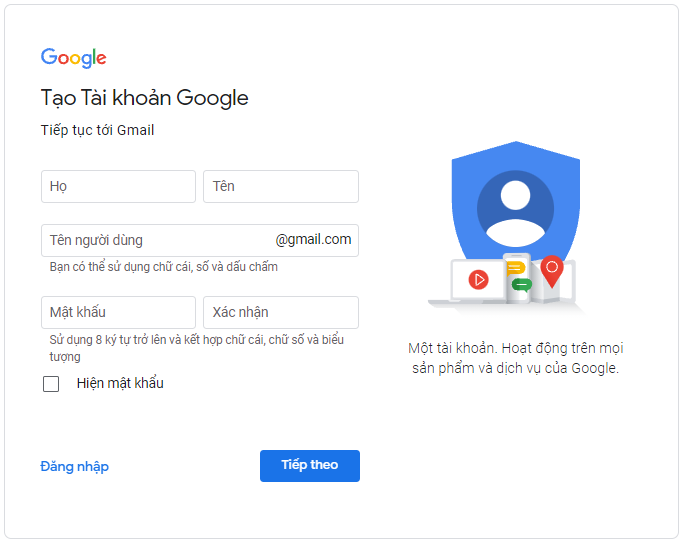 Google
Tạo Tài khoản Google
Tiếp tục tới Gmail
Họ
Tên
Tên người dùng @gmail.com
Bạn có thể sử dụng chữ cái, số và dấu chấm
Mật khẩu
Xác nhận
Sử dụng 8 ký tự trở lên và kết hợp chữ cái, chữ số và biểu
tượng
Hiện mật khẩu
Đăng nhập
Tiếp theo
Một tài khoản. Hoạt động trên mọi
sản phẩm và dịch vụ của Google.